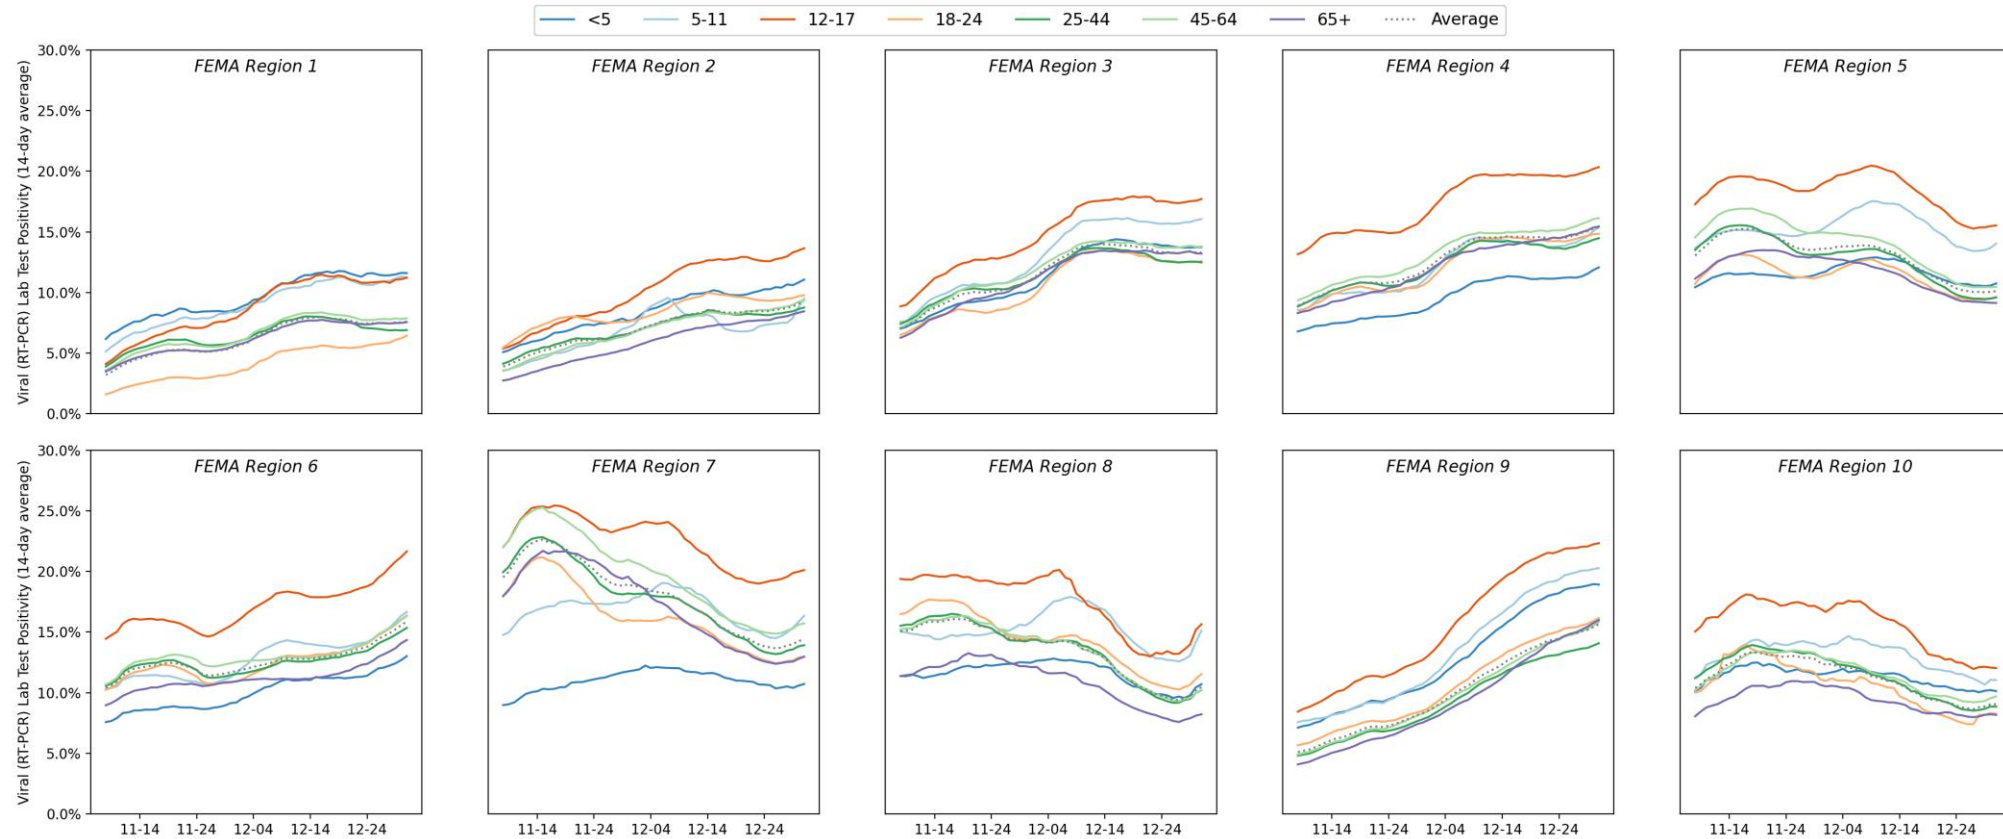 <5 5-11 12-17 18-24 25-44 45-64 65+ Average
FEMA Region 1 FEMA Region 2 FEMA Region 3 FEMA Region 4 FEMA Region 5
Viral (RT-PCR) Lab Test Positivity (14-day average)
30.0%
25.0%
20.0%
15.0%
10.0%
5.0%
0.0%
FEMA Region 6 FEMA Region 7 FEMA Region 8 FEMA Region 9 FEMA Region 10
Viral (RT-PCR) Lab Test Positivity (14-day average)
30.0%
25.0%
20.0%
15.0%
10.0%
5.0%
0.0%
11-14 11-24 12-04 12-14 12-24 11-14 11-24 12-04 12-14 12-24 11-14 11-24 12-04 12-14 12-24 11-14 11-24 12-04 12-14 12-24 11-14 11-24 12-04 12-14 12-24